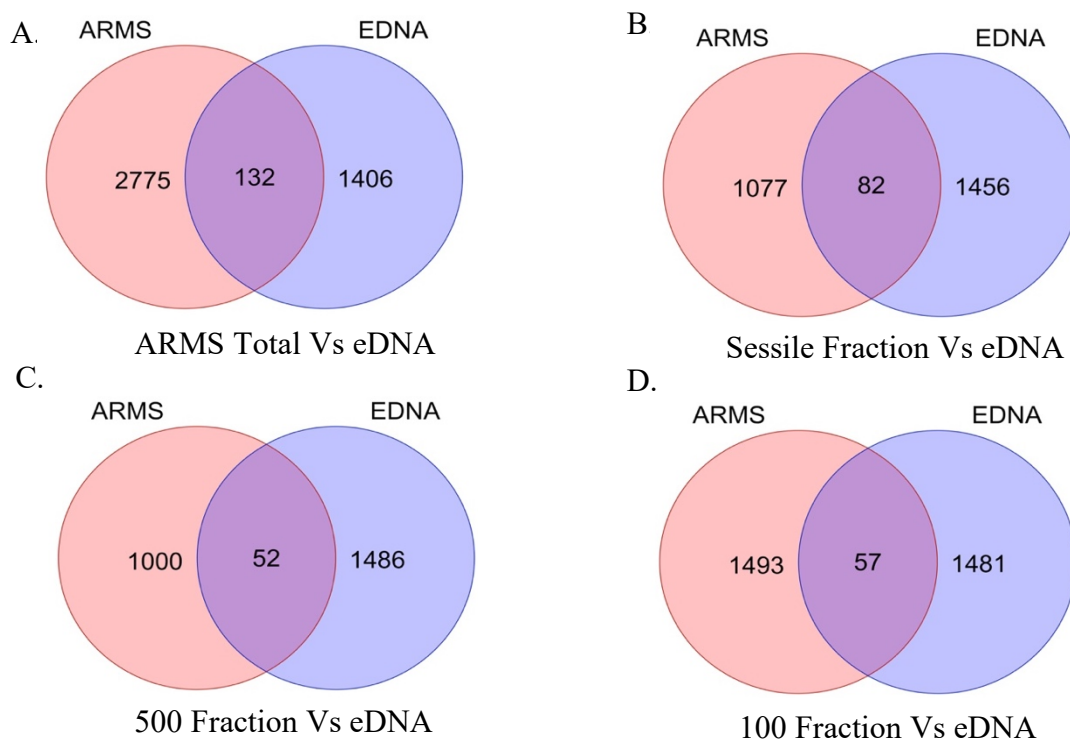 A.
ARMS EDNA
2775 132 1406
ARMS Total Vs eDNA
B
ARMS EDNA
1077 82 1456
Sessile Fraction Vs eDNA
C.
ARMS EDNA
1000 52 1486
500 Fraction Vs eDNA
D.
ARMS EDNA
1493 57 1481
100 Fraction Vs eDNA